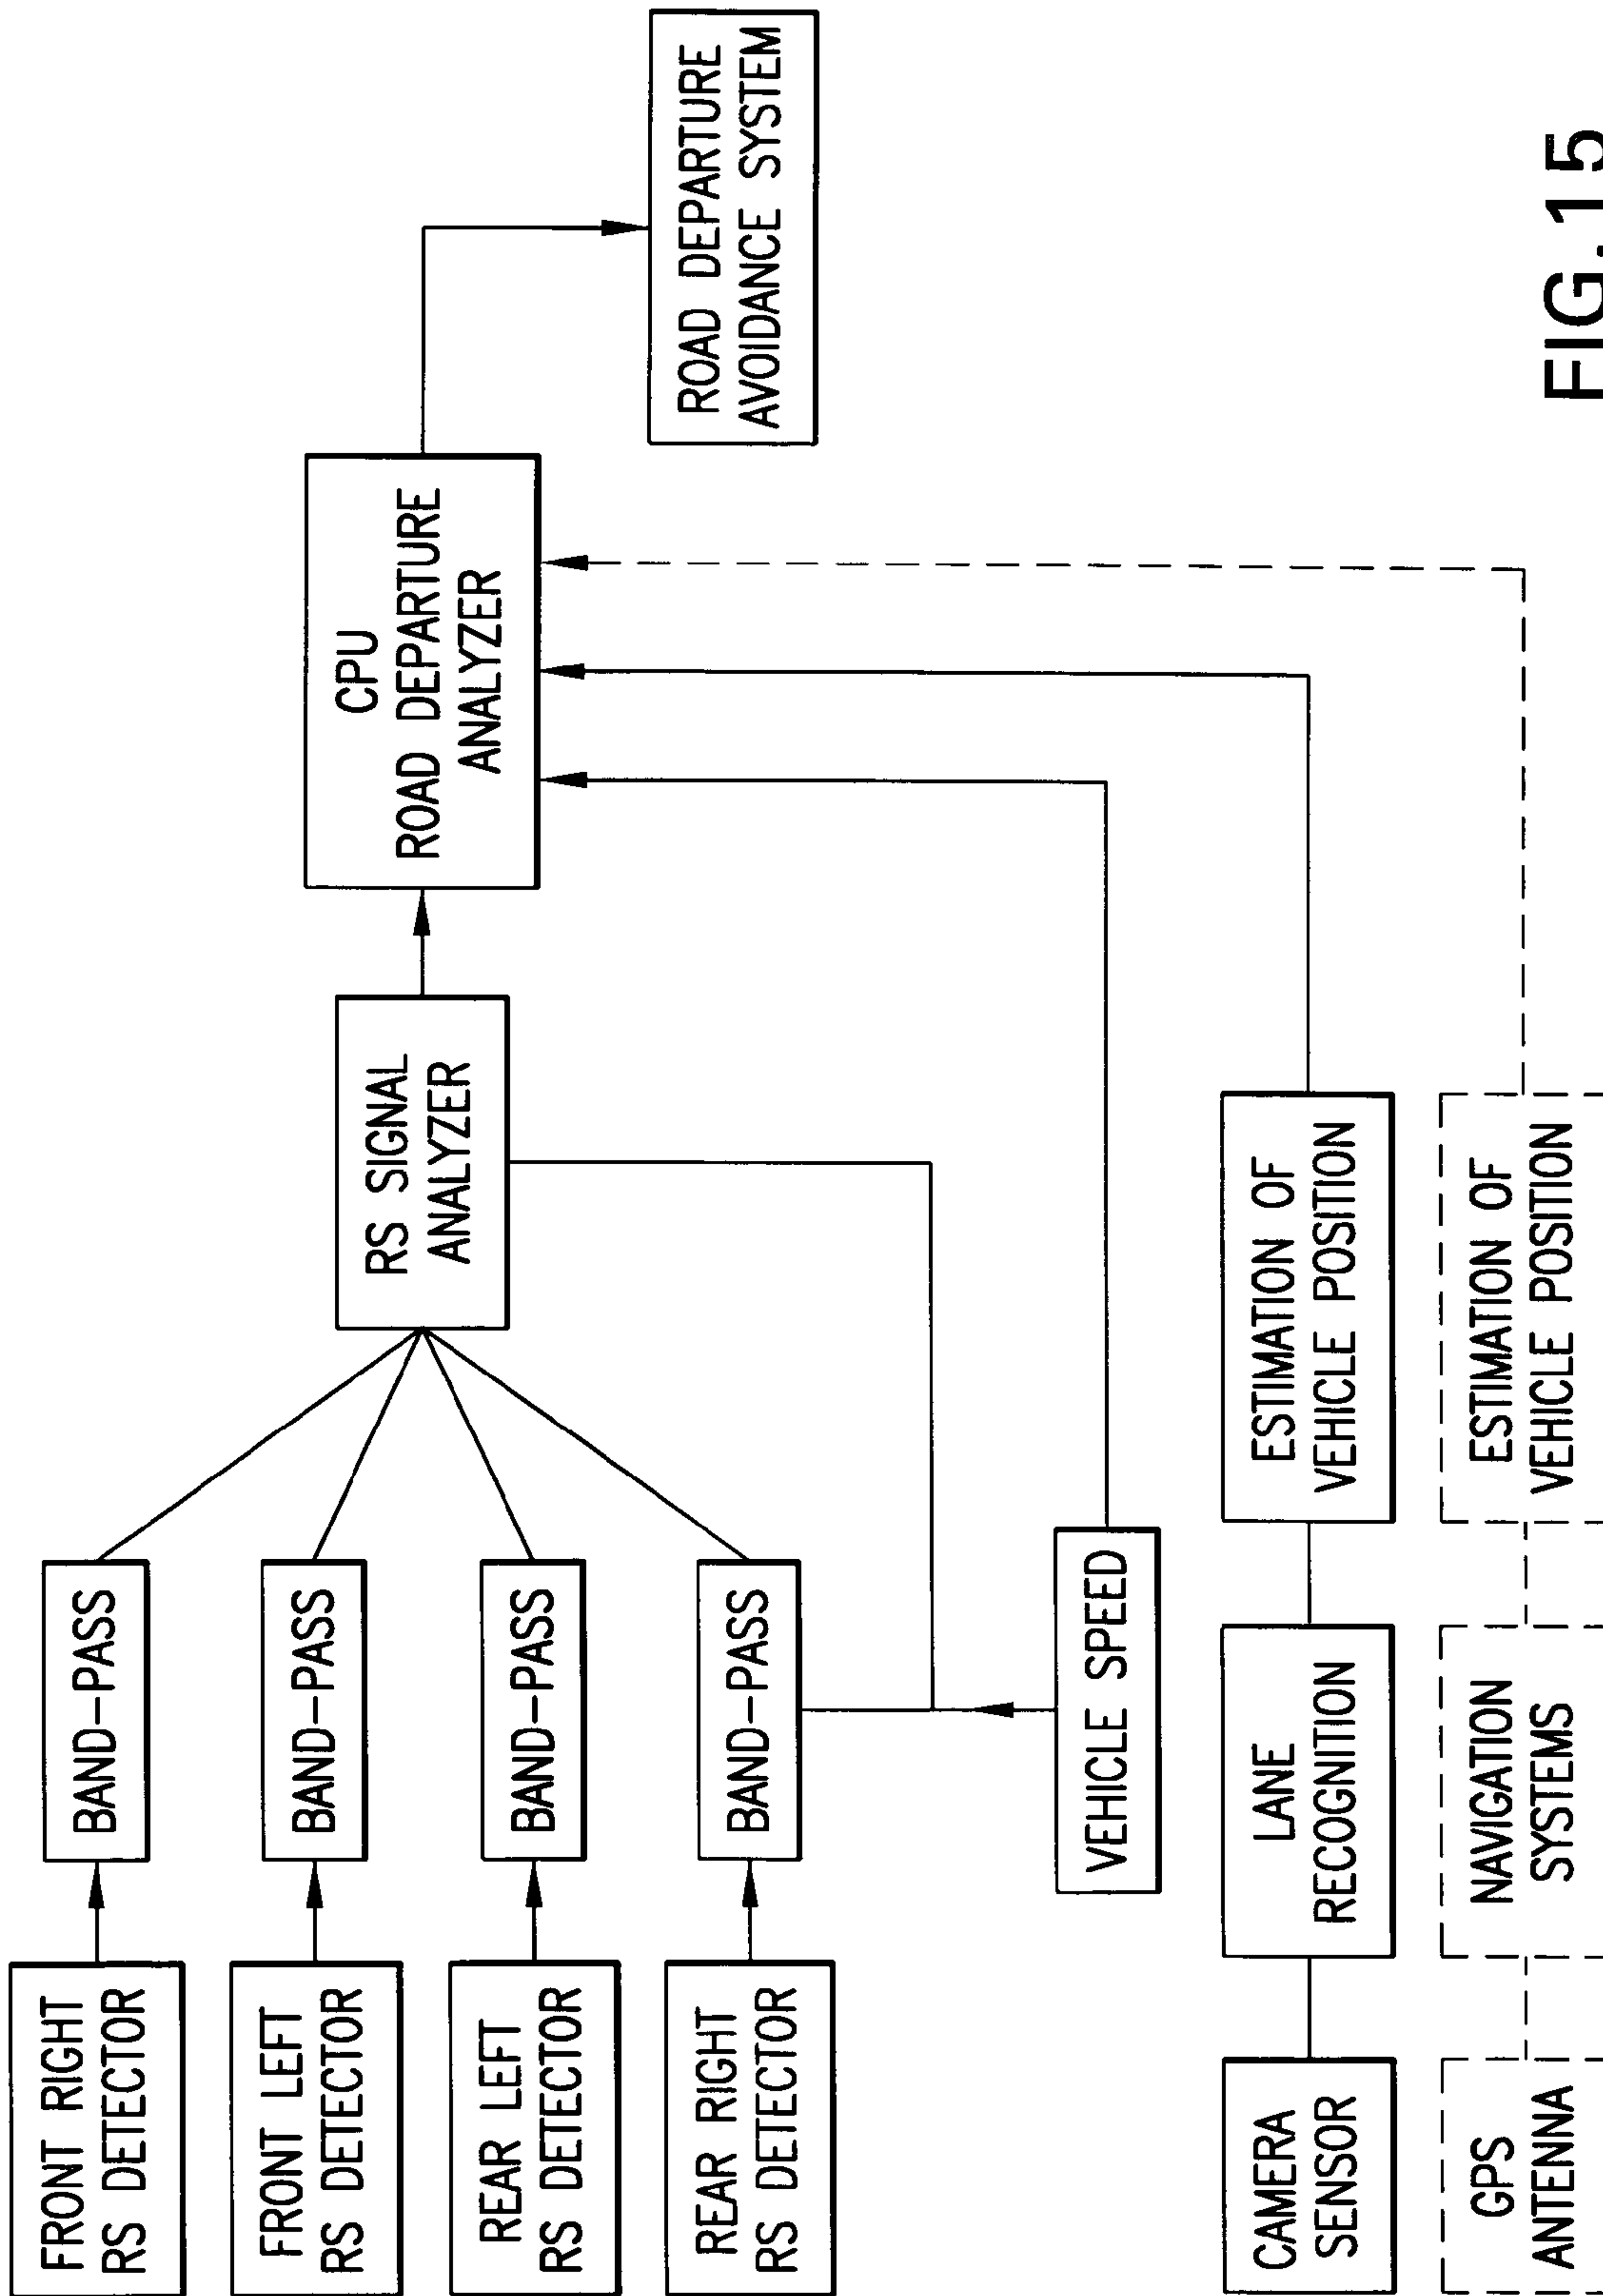 FRONT RIGHT
RS DETECTOR
BAND-PASS
FRONT LEFT
RS DETECTOR
BAND-PASS
REAR LEFT
RS DETECTOR
BAND-PASS
REAR RIGHT
RS DETECTOR
BAND-PASS
RS SIGNAL
ANALYZER
CPU
ROAD DEPARTURE
ANALYZER
ROAD DEPARTURE
AVOIDANCE SYSTEM
VEHICLE SPEED
CAMERA
SENSOR
LANE
RECOGNITION
ESTIMATION OF
VEHICLE POSITION
GPS
ANTENNA
NAVIGATION
SYSTEMS
ESTIMATION OF
VEHICLE POSITION
FIG.15